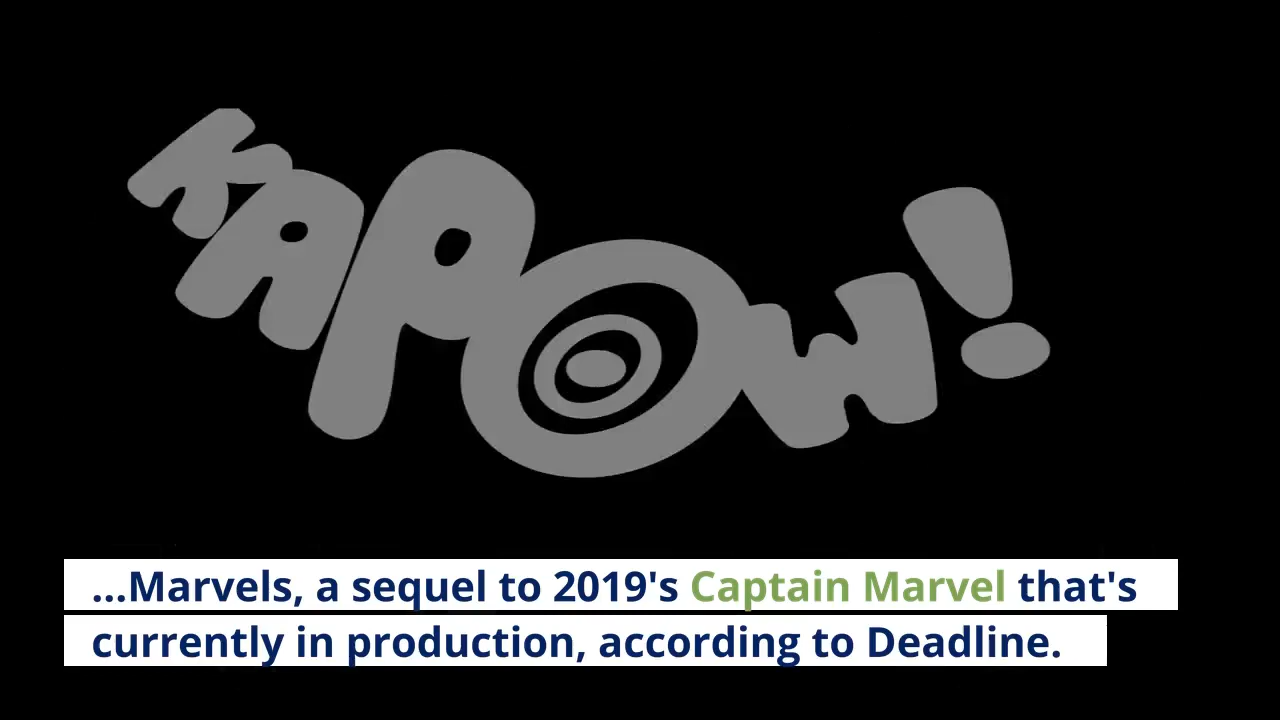 KAPOW!
...Marvels, a sequel to 2019's Captain Marvel that's
currently in production, according to Deadline.